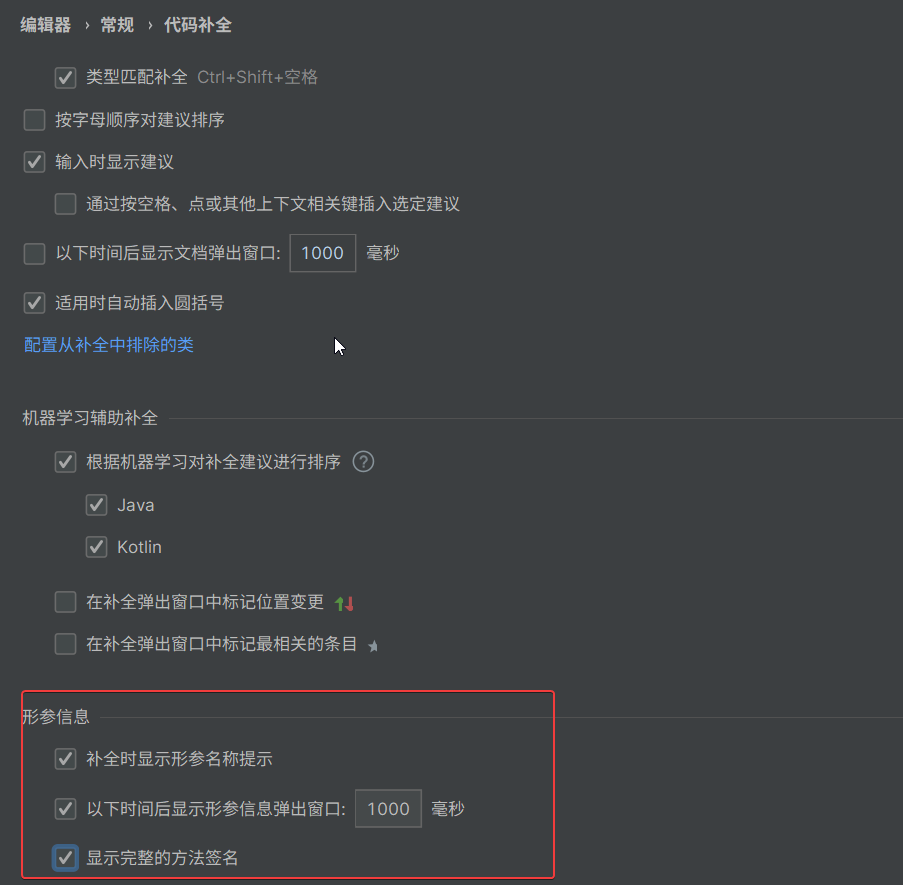 编辑器 › 常规 › 代码补全
类型匹配补全 Ctrl+Shift+空格
按字母顺序对建议排序
输入时显示建议
通过按空格、点或其他上下文相关键插入选定建议
以下时间后显示文档弹出窗口: 1000 毫秒
适用时自动插入圆括号
配置从补全中排除的类
机器学习辅助补全
根据机器学习对补全建议进行排序 ?
Java
Kotlin
在补全弹出窗口中标记位置变更
在补全弹出窗口中标记最相关的条目
形参信息
补全时显示形参名称提示
以下时间后显示形参信息弹出窗口: 1000 毫秒
显示完整的方法签名